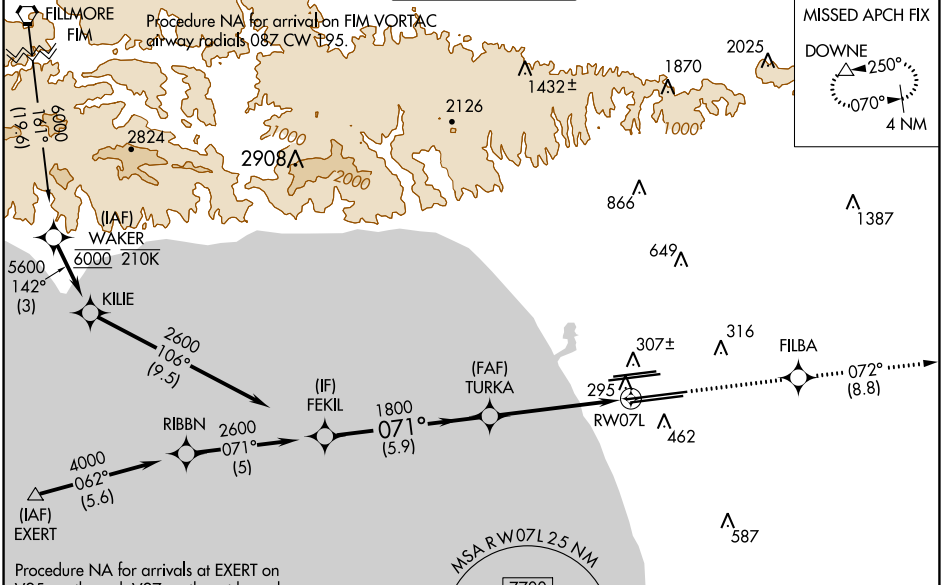 FILLMORE
FIM
Procedure NA for arrival on FIM VORTAC
airway radials 087 CW 195.
MISSED APCH FIX
DOWNE
250°
070°
4 NM
2025
1870
1432±
1000
2126
6000
161°
(19.6)
2824
21000
2908
2000
866
1387
(IAF)
WAKER
6000 210K
649
5600
142°
(3)
KILIE
2600
106°
(9.5)
307±
316
FILBA
072°
(8.8)
295
RW07L
462
(FAF)
TURKA
(IF)
FEKIL
1800
071°
(5.9)
RIBBN
2600
071°
(5)
4000
062°
(5.6)
(IAF)
EXERT
587
MSA RW07L 25 NM
Procedure NA for arrivals at EXERT on